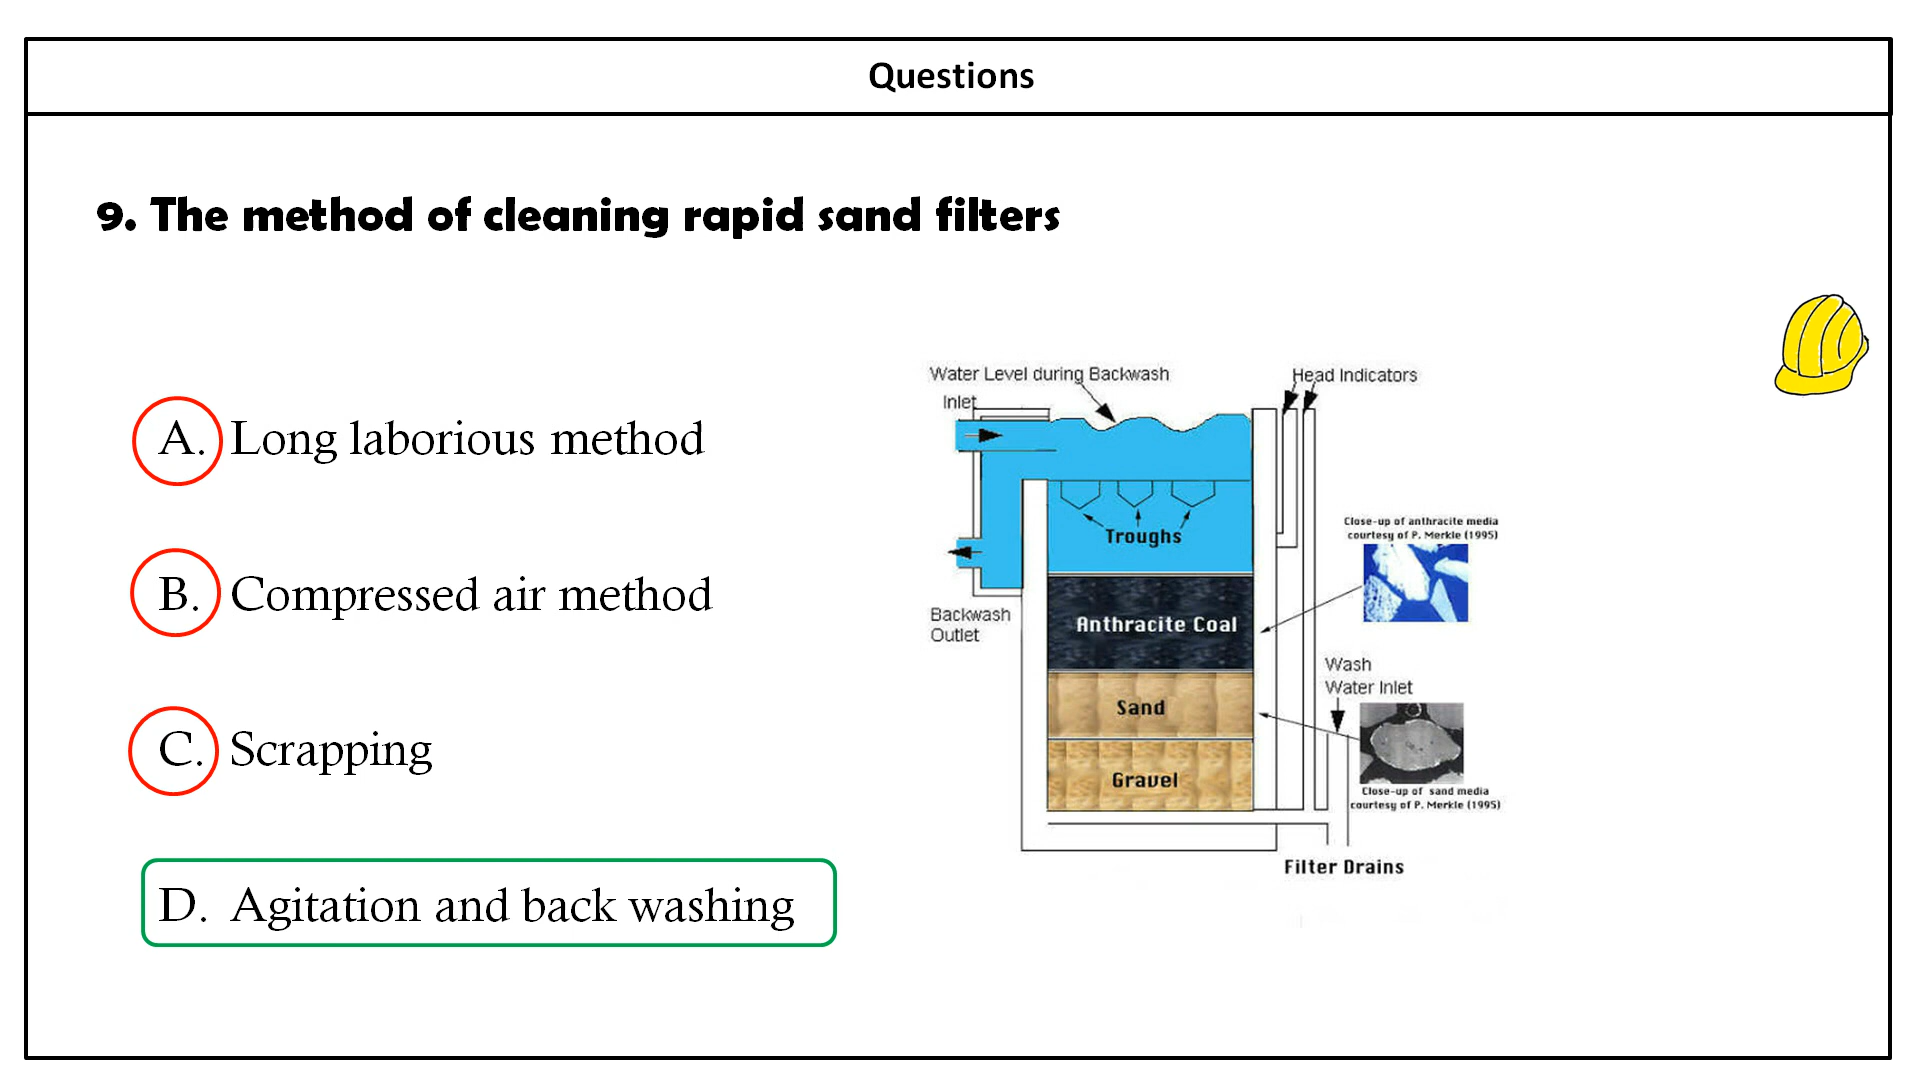 Questions
9. The method of cleaning rapid sand filters
A. Long laborious method
B. Compressed air method
C. Scrapping
D. Agitation and back washing
Water Level during Backwash
Head Indicators
Inlet
Troughs
Close-up of anthracite media
courtesy of P. Merkle (1995)
Backwash
Outlet
Anthracite Coal
Wash
Water Inlet
Sand
Gravel
Close-up of sand media
courtesy of P. Merkle (1995)
Filter Drains